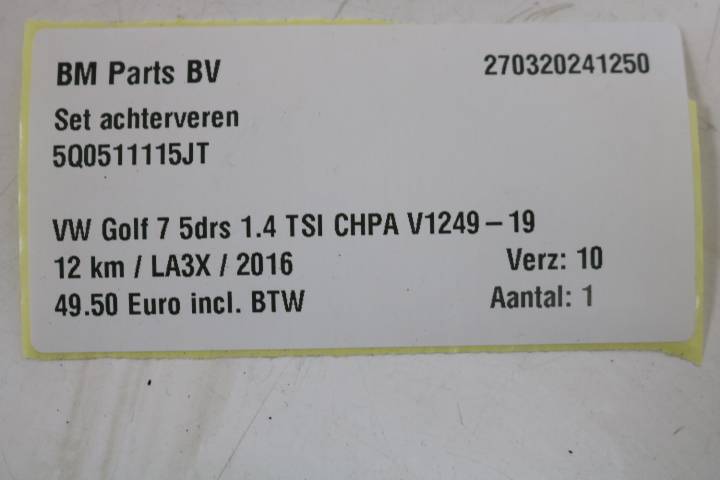 BM Parts BV 270320241250
Set achterveren
5Q0511115JT
VW Golf 7 5drs 1.4 TSI CHPA V1249 – 19
12 km / LA3X / 2016 Verz: 10
49.50 Euro incl. BTW Aantal: 1